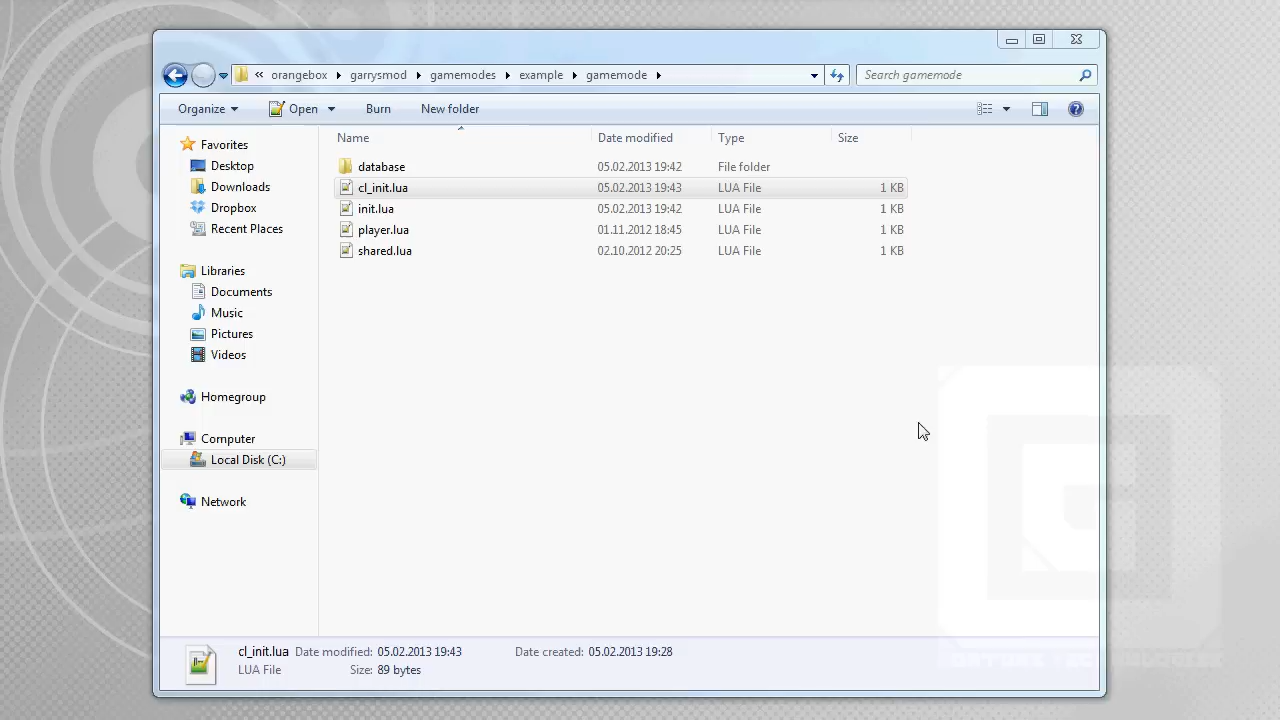 « orangebox garrysmod gamemodes example gamemode
Search gamemode
Organize Open Burn New folder
Name Date modified Type Size
Favorites
Desktop
Downloads
Dropbox
Recent Places
Libraries
Documents
Music
Pictures
Videos
Homegroup
Computer
Local Disk (C:)
Network
database 05.02.2013 19:42 File folder
cl_init.lua 05.02.2013 19:43 LUA File 1 KB
init.lua 05.02.2013 19:42 LUA File 1 KB
player.lua 01.11.2012 18:45 LUA File 1 KB
shared.lua 02.10.2012 20:25 LUA File 1 KB
cl_init.lua Date modified: 05.02.2013 19:43 Date created: 05.02.2013 19:28
LUA File Size: 89 bytes